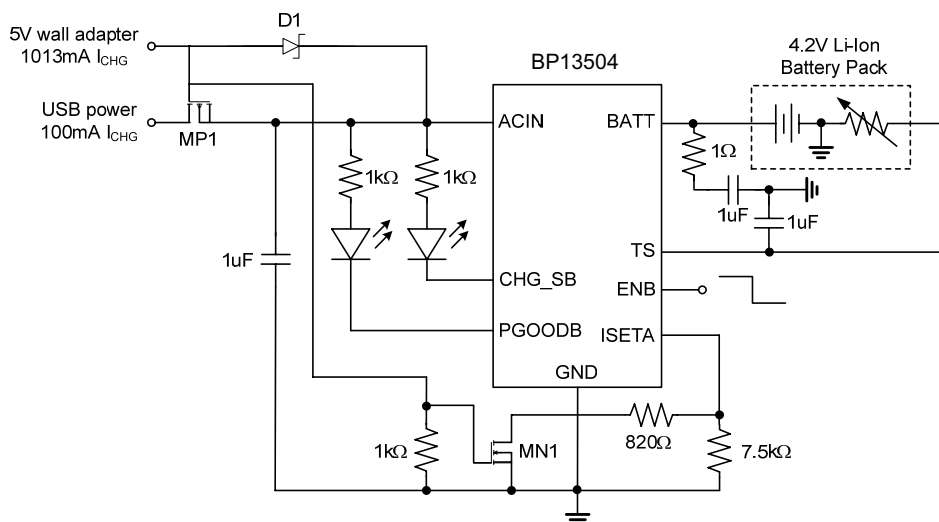 D1
5V wall adapter
1013mA ICHG
USB power
100mA ICHG
MP1
BP13504
4.2V Li-Ion
Battery Pack
ACIN
BATT
1kΩ
1kΩ
1Ω
1uF
1uF
1uF
TS
CHG_SB
ENB
PGOODB
ISETA
GND
1kΩ
MN1
820Ω
7.5kΩ